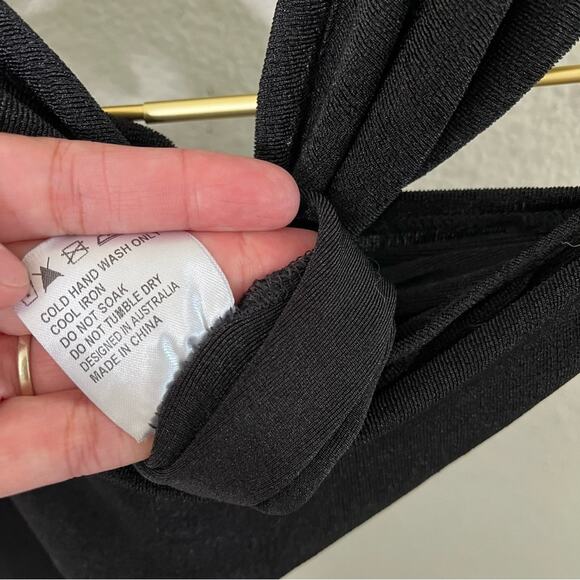 COLD HAND WASH ONLY
COOL IRON
DO NOT SOAK
DO NOT TUMBLE DRY
DESIGNED IN AUSTRALIA
MADE IN CHINA